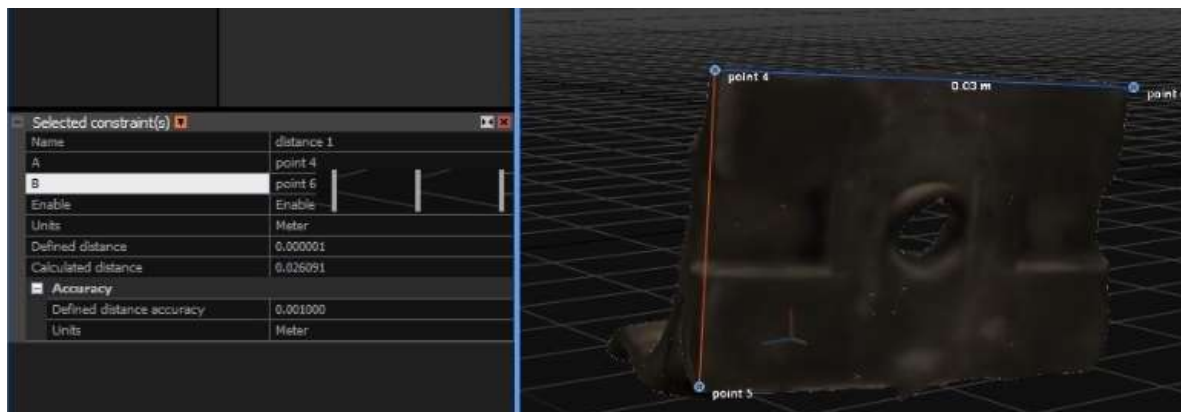 Selected constraint(s)
Name distance 1
A point 4
B point 6
Enable Enable
Units Meter
Defined distance 0.000001
Calculated distance 0.026091
Accuracy
Defined distance accuracy 0.001000
Units Meter
point 4
0.03 m
point
point 5